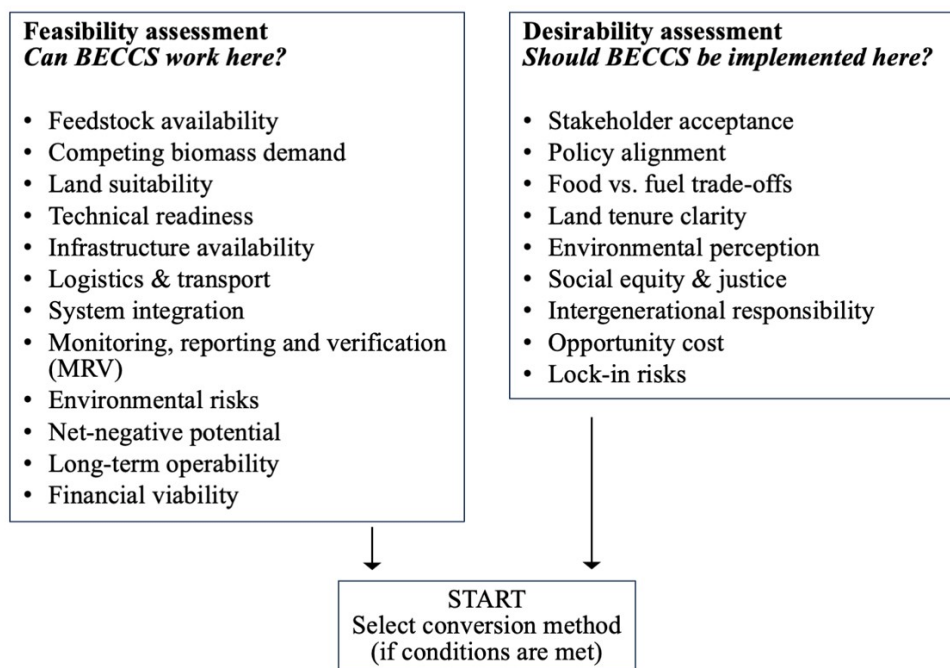 Feasibility assessment
Can BECCS work here?
• Feedstock availability
• Competing biomass demand
• Land suitability
• Technical readiness
• Infrastructure availability
• Logistics & transport
• System integration
• Monitoring, reporting and verification
(MRV)
• Environmental risks
• Net-negative potential
• Long-term operability
• Financial viability
Desirability assessment
Should BECCS be implemented here?
• Stakeholder acceptance
• Policy alignment
• Food vs. fuel trade-offs
• Land tenure clarity
• Environmental perception
• Social equity & justice
• Intergenerational responsibility
• Opportunity cost
• Lock-in risks
START
Select conversion method
(if conditions are met)